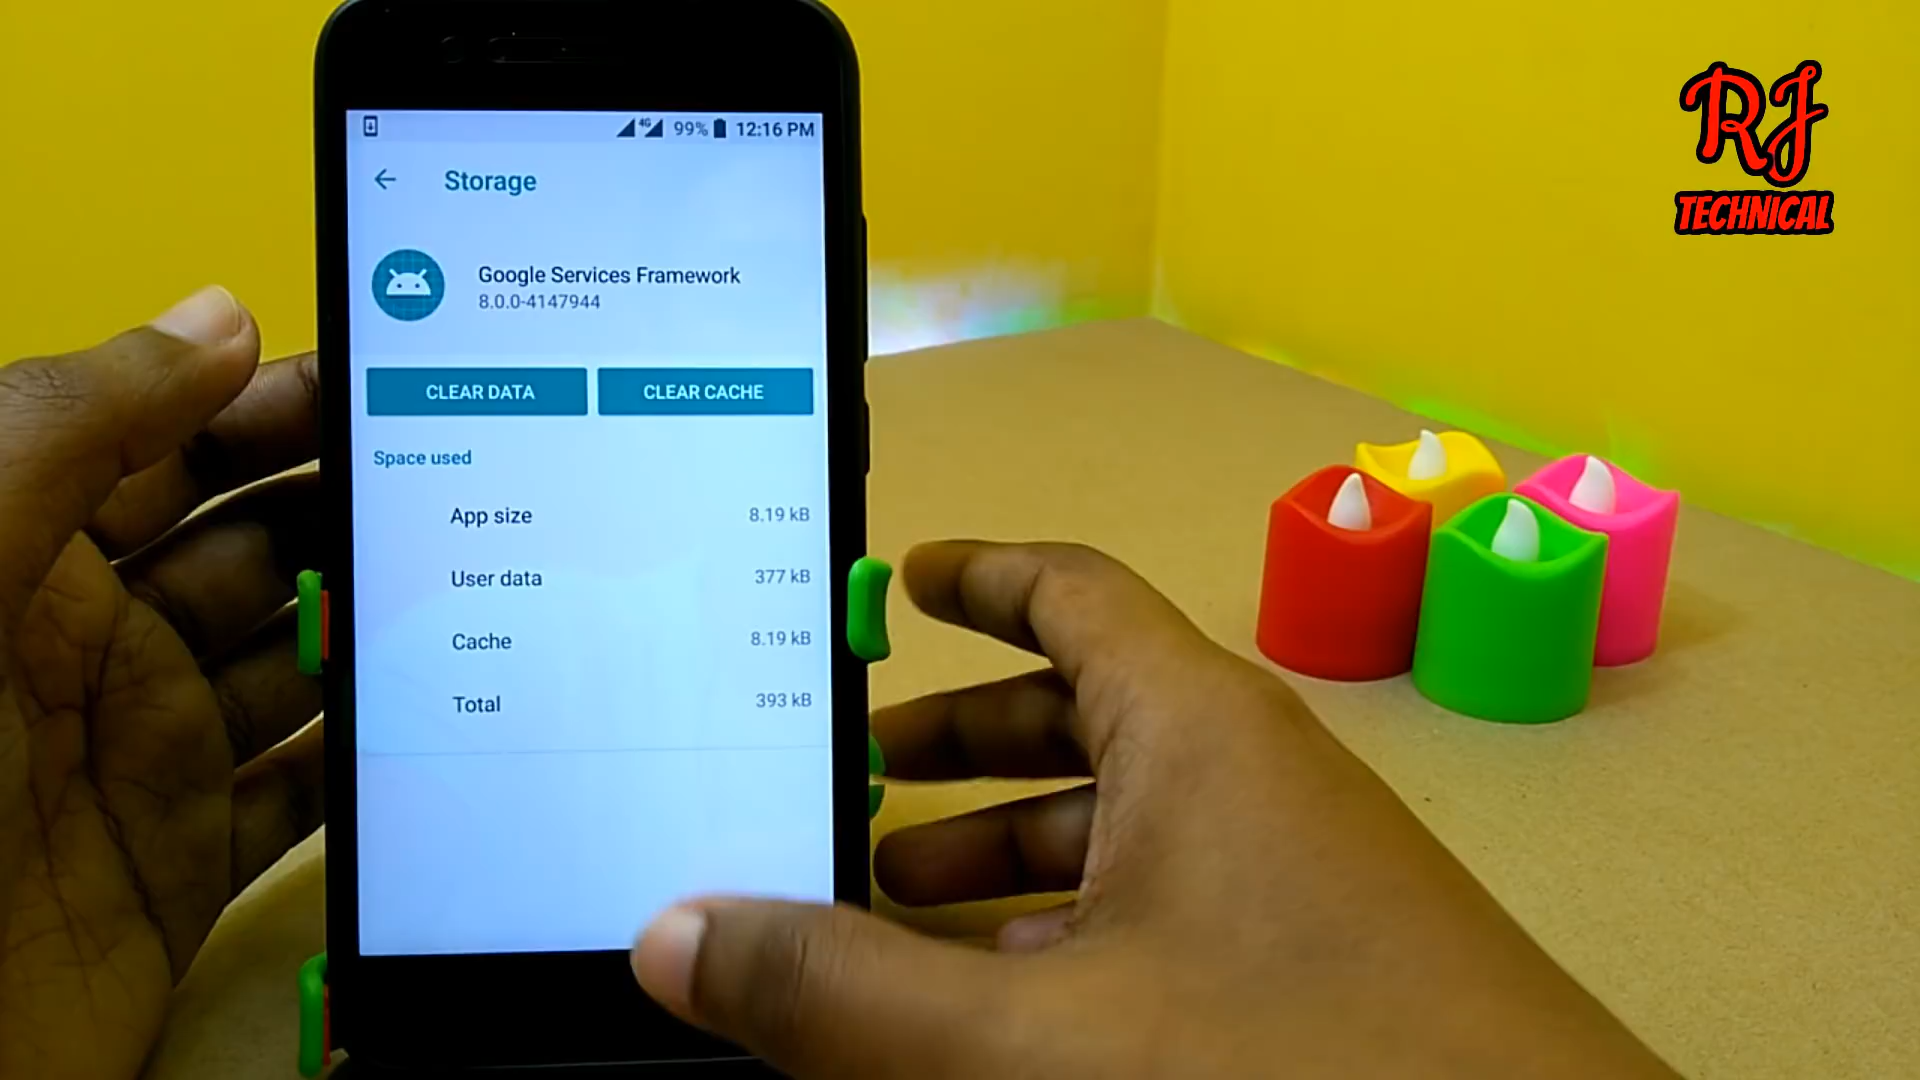 4G 99% 12:16 PM
Storage
Google Services Framework
8.0.0-4147944
CLEAR DATA CLEAR CACHE
Space used
App size 8.19 kB
User data 377 kB
Cache 8.19 kB
Total 393 kB
RJ
TECHNICAL